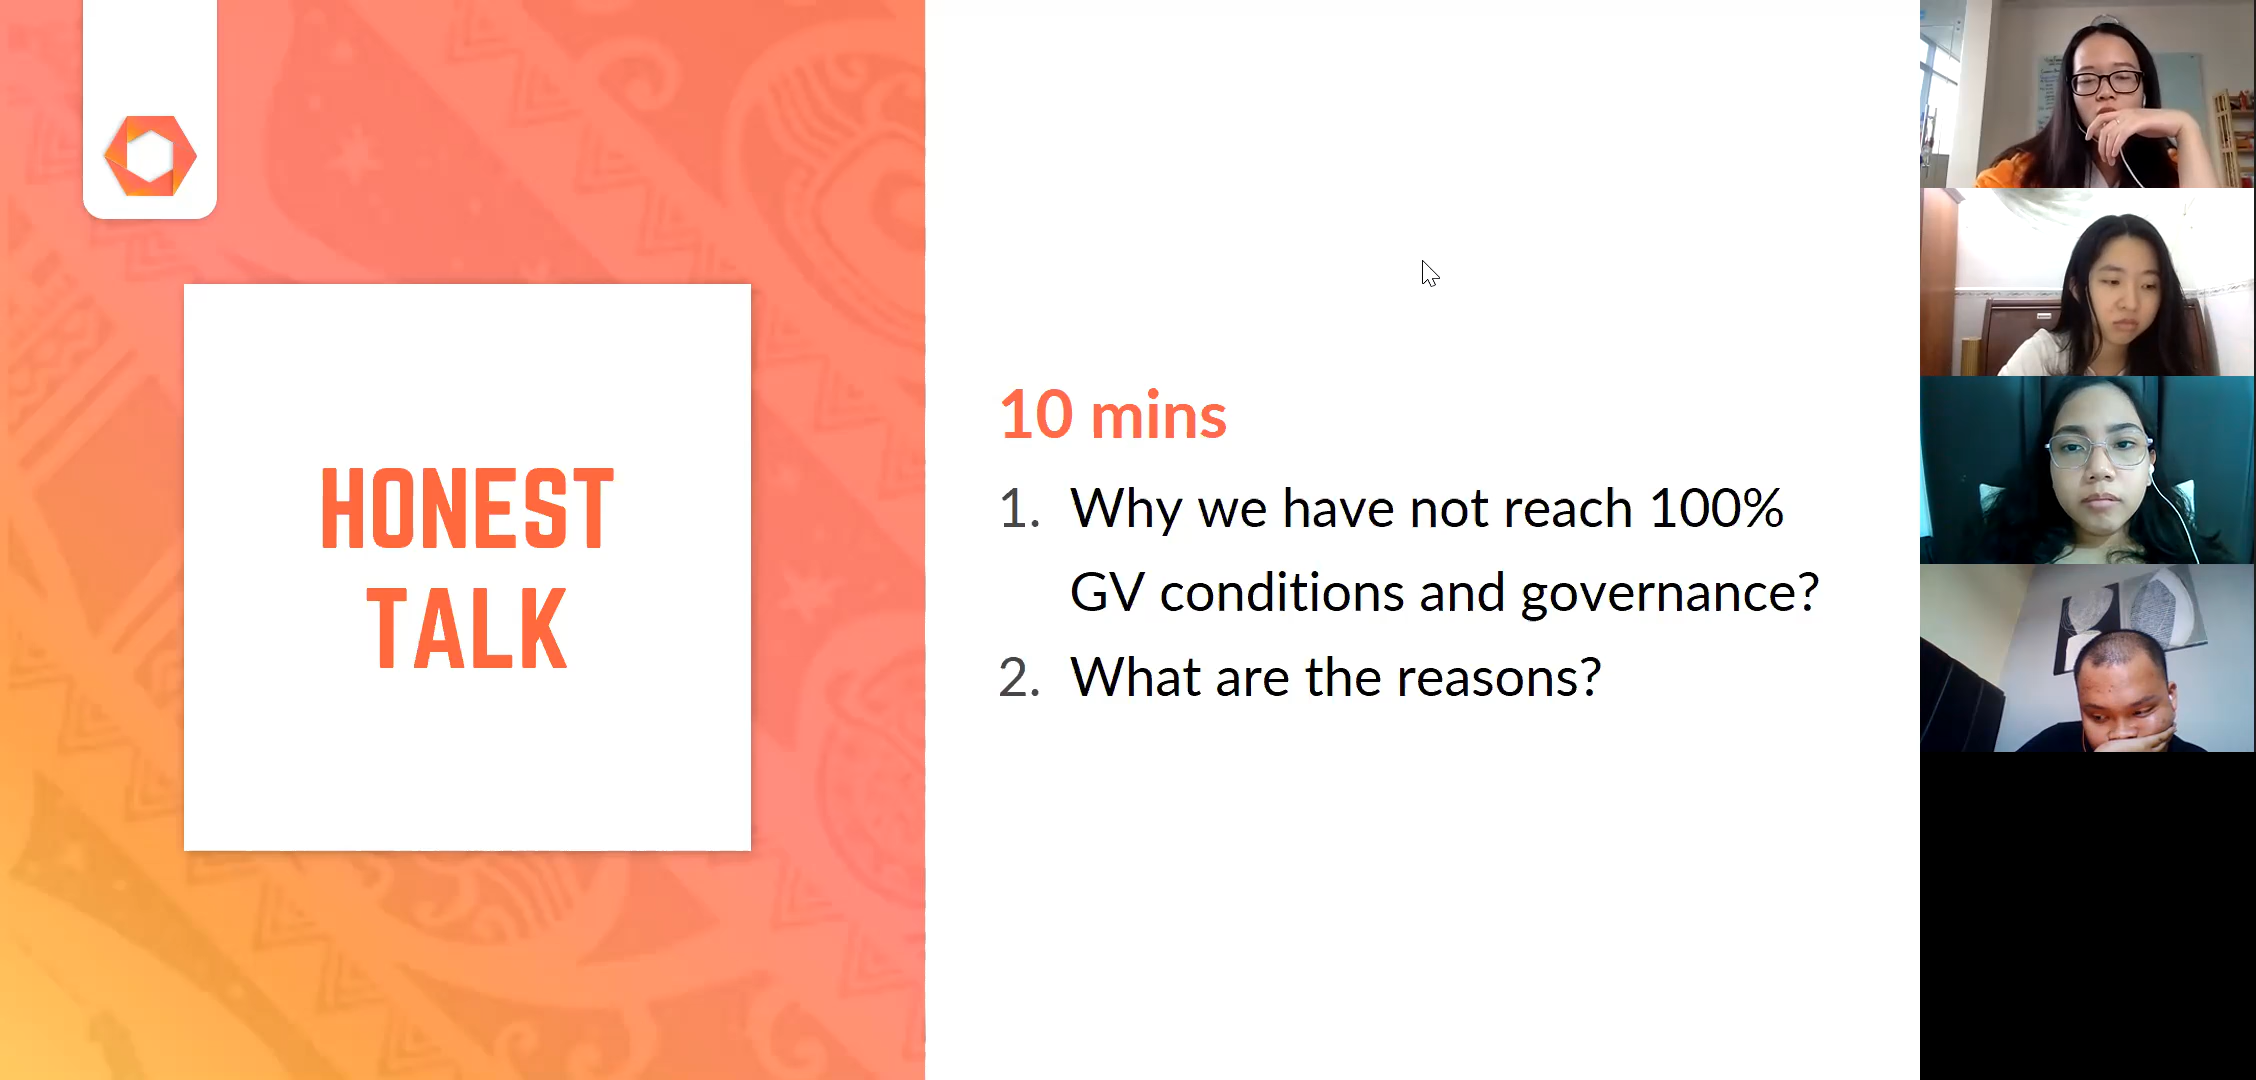 HONEST
TALK
10 mins
1. Why we have not reach 100%
GV conditions and governance?
2. What are the reasons?